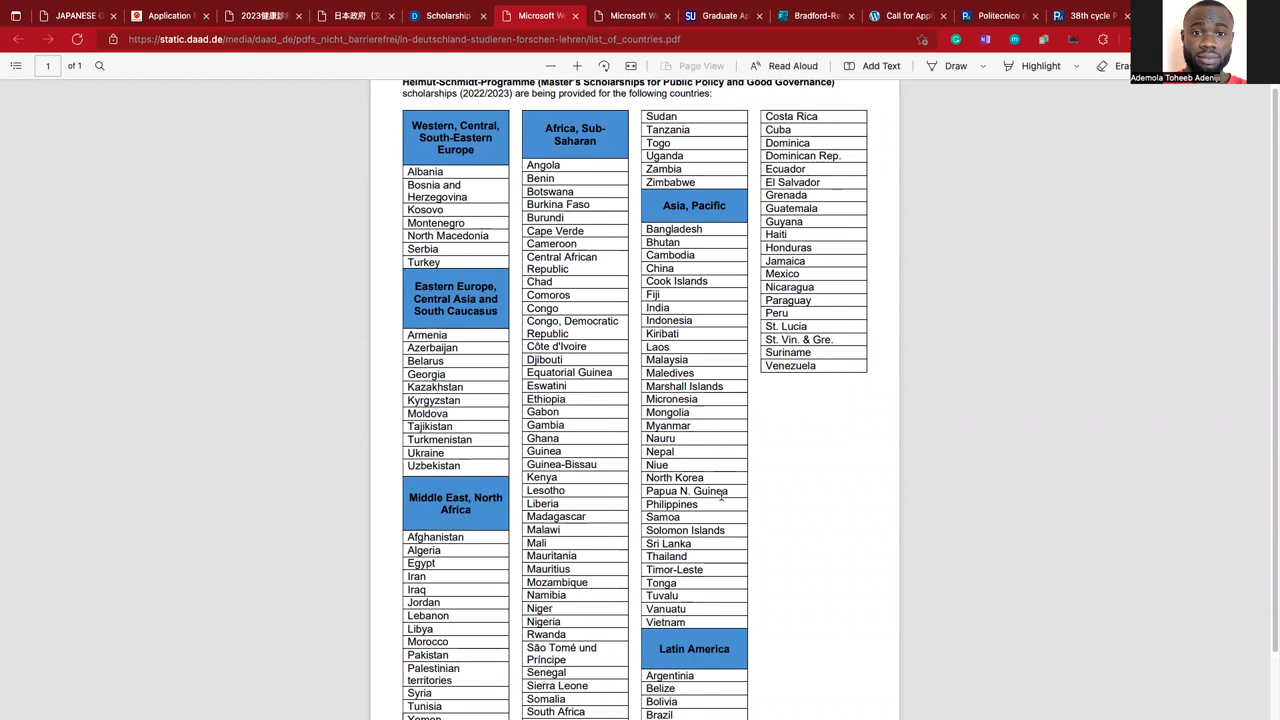 JAPANESE G
Application
2023健康診
日本政府（文
Scholarship
Microsoft We
Microsoft W
SU
Graduate Ap
Bradford-Re
Call for App
Politecnico d
38th cycle P
https://static.daad.de/media/daad_de/pdfs_nicht_barrierefrei/in-deutschland-studieren-forschen-lehren/list_of_countries.pdf
1 of 1
Page View
Read Aloud
Add Text
Draw
Highlight
Eras
Ademola Toheeb Adeniji
Helmut-Schmidt-Programme (Master's Scholarships for Public Policy and Good Governance)
scholarships (2022/2023) are being provided for the following countries:
Western, Central,
South-Eastern
Europe
Albania
Bosnia and
Herzegovina
Kosovo
Montenegro
North Macedonia
Serbia
Turkey
Eastern Europe,
Central Asia and
South Caucasus
Armenia
Azerbaijan
Belarus
Georgia
Kazakhstan
Kyrgyzstan
Moldova
Tajikistan
Turkmenistan
Ukraine
Uzbekistan
Middle East, North
Africa
Afghanistan
Algeria
Egypt
Iran
Iraq
Jordan
Lebanon
Libya
Morocco
Pakistan
Palestinian
territories
Syria
Tunisia
Yemen
Africa, Sub-
Saharan
Angola
Benin
Botswana
Burkina Faso
Burundi
Cape Verde
Cameroon
Central African
Republic
Chad
Comoros
Congo
Congo, Democratic
Republic
Côte d'Ivoire
Djibouti
Equatorial Guinea
Eswatini
Ethiopia
Gabon
Gambia
Ghana
Guinea
Guinea-Bissau
Kenya
Lesotho
Liberia
Madagascar
Malawi
Mali
Mauritania
Mauritius
Mozambique
Namibia
Niger
Nigeria
Rwanda
São Tomé und
Príncipe
Senegal
Sierra Leone
Somalia
South Africa
Sudan
Tanzania
Togo
Uganda
Zambia
Zimbabwe
Asia, Pacific
Bangladesh
Bhutan
Cambodia
China
Cook Islands
Fiji
India
Indonesia
Kiribati
Laos
Malaysia
Maledives
Marshall Islands
Micronesia
Mongolia
Myanmar
Nauru
Nepal
Niue
North Korea
Papua N. Guinea
Philippines
Samoa
Solomon Islands
Sri Lanka
Thailand
Timor-Leste
Tonga
Tuvalu
Vanuatu
Vietnam
Latin America
Argentinia
Belize
Bolivia
Brazil
Costa Rica
Cuba
Dominica
Dominican Rep.
Ecuador
El Salvador
Grenada
Guatemala
Guyana
Haiti
Honduras
Jamaica
Mexico
Nicaragua
Paraguay
Peru
St. Lucia
St. Vin. & Gre.
Suriname
Venezuela